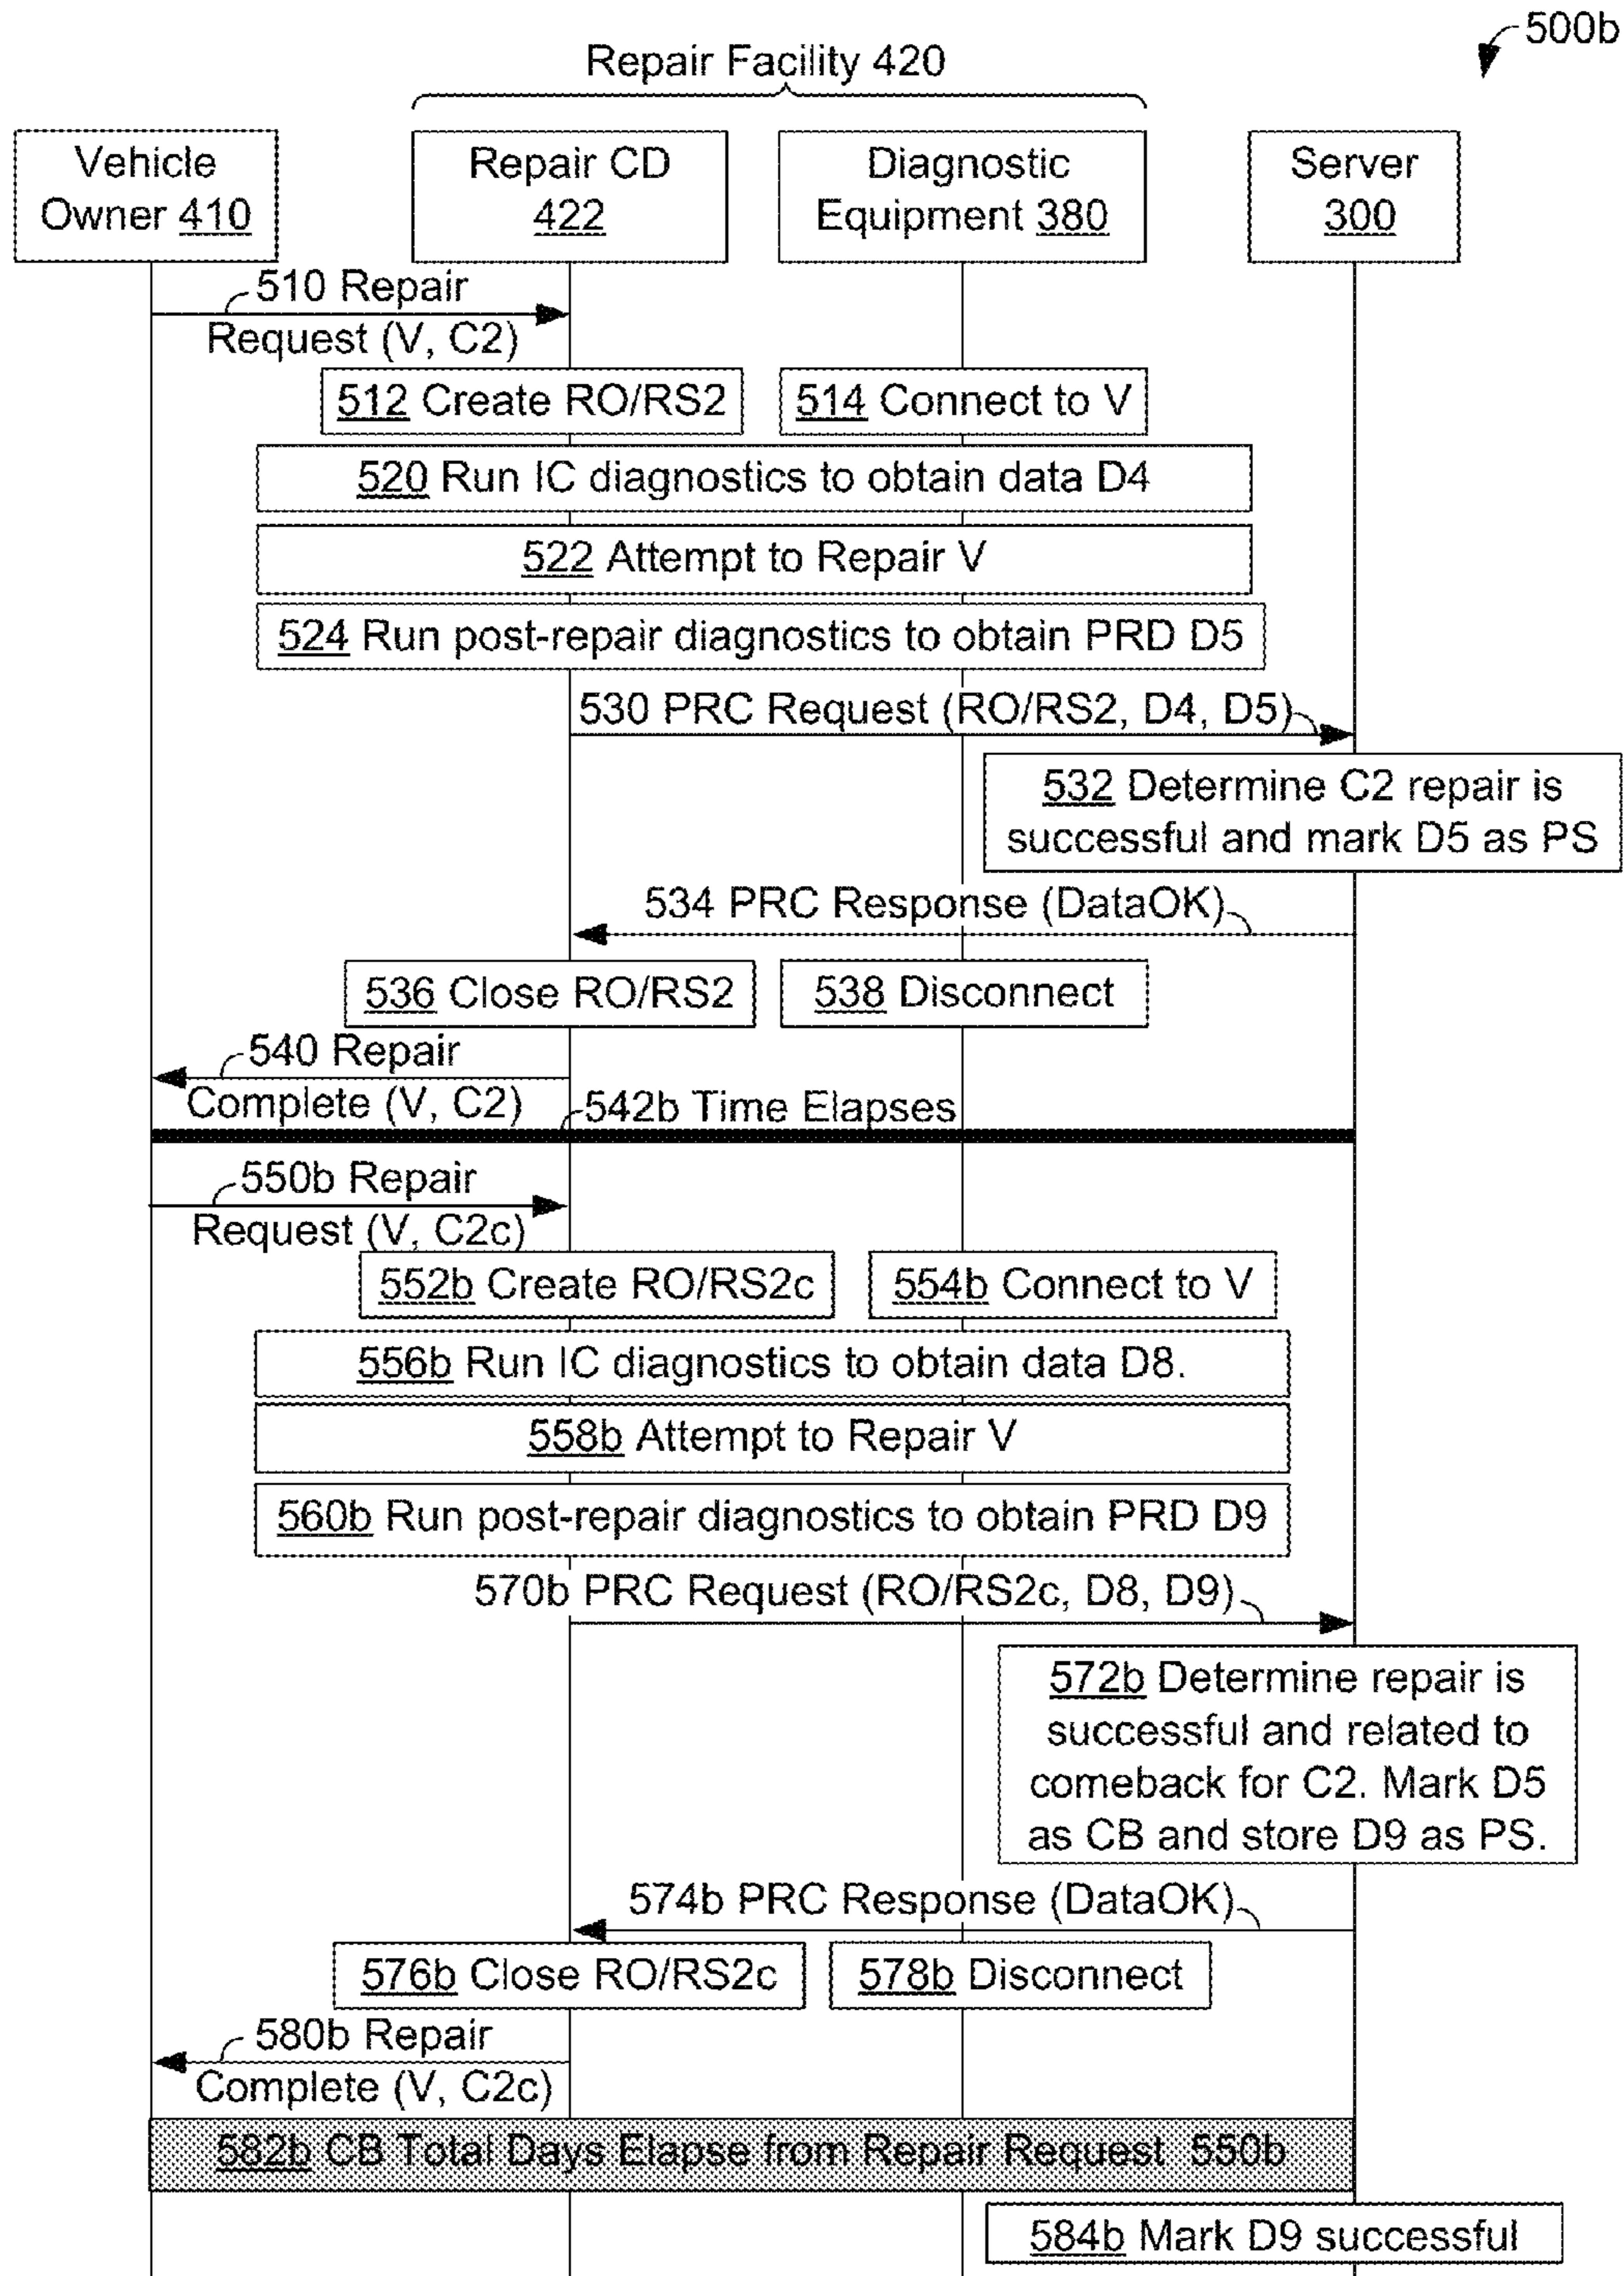 500b
Repair Facility 420
Vehicle
Owner 410
Repair CD
422
Diagnostic
Equipment 380
Server
300
510 Repair
Request (V, C2)
512 Create RO/RS2
514 Connect to V
520 Run IC diagnostics to obtain data D4
522 Attempt to Repair V
524 Run post-repair diagnostics to obtain PRD D5
530 PRC Request (RO/RS2, D4, D5)
532 Determine C2 repair is
successful and mark D5 as PS
534 PRC Response (DataOK)
536 Close RO/RS2
538 Disconnect
540 Repair
Complete (V, C2)
542b Time Elapses
550b Repair
Request (V, C2c)
552b Create RO/RS2c
554b Connect to V
556b Run IC diagnostics to obtain data D8.
558b Attempt to Repair V
560b Run post-repair diagnostics to obtain PRD D9
570b PRC Request (RO/RS2c, D8, D9)
572b Determine repair is
successful and related to
comeback for C2. Mark D5
as CB and store D9 as PS.
574b PRC Response (DataOK)
576b Close RO/RS2c
578b Disconnect
580b Repair
Complete (V, C2c)
582b CB Total Days Elapse from Repair Request 550b
584b Mark D9 successful